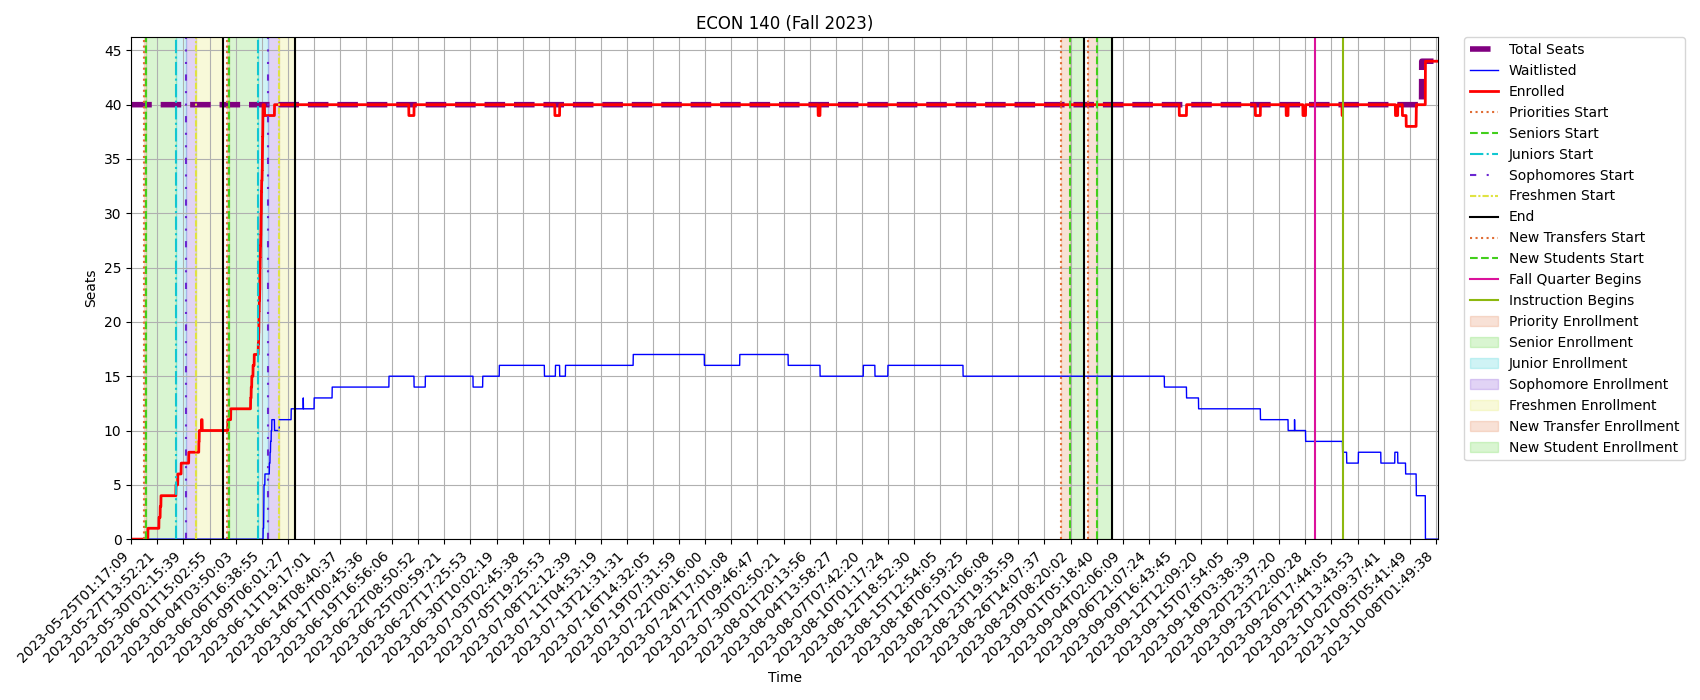 ECON 140 (Fall 2023)
45
40
35
30
25
20
15
10
5
0
Seats
2023-05-25T01:17:09
2023-05-27T13:52:21
2023-05-30T02:15:39
2023-06-01T15:02:55
2023-06-04T03:50:03
2023-06-06T16:38:55
2023-06-09T06:01:27
2023-06-11T19:17:01
2023-06-14T08:40:37
2023-06-17T00:45:36
2023-06-19T16:56:06
2023-06-22T08:50:52
2023-06-25T00:59:21
2023-06-27T17:25:53
2023-06-30T10:02:19
2023-07-03T02:45:38
2023-07-05T19:25:53
2023-07-08T12:12:39
2023-07-11T04:53:19
2023-07-13T21:31:31
2023-07-16T14:32:05
2023-07-19T07:31:59
2023-07-22T00:16:00
2023-07-24T17:01:08
2023-07-27T09:46:47
2023-07-30T02:50:21
2023-08-01T20:13:56
2023-08-04T13:58:27
2023-08-07T07:42:20
2023-08-10T01:17:24
2023-08-12T18:52:30
2023-08-15T12:54:05
2023-08-18T06:59:25
2023-08-21T01:06:08
2023-08-23T19:35:59
2023-08-26T14:07:37
2023-08-29T08:20:02
2023-09-01T05:18:40
2023-09-04T02:06:09
2023-09-06T21:07:24
2023-09-09T16:43:45
2023-09-12T12:09:20
2023-09-15T07:54:05
2023-09-18T03:38:39
2023-09-20T23:37:20
2023-09-23T22:00:28
2023-09-26T17:44:05
2023-09-29T13:43:53
2023-10-02T09:37:41
2023-10-05T05:41:49
2023-10-08T01:49:38
Time
Total Seats
Waitlisted
Enrolled
Priorities Start
Seniors Start
Juniors Start
Sophomores Start
Freshmen Start
End
New Transfers Start
New Students Start
Fall Quarter Begins
Instruction Begins
Priority Enrollment
Senior Enrollment
Junior Enrollment
Sophomore Enrollment
Freshmen Enrollment
New Transfer Enrollment
New Student Enrollment